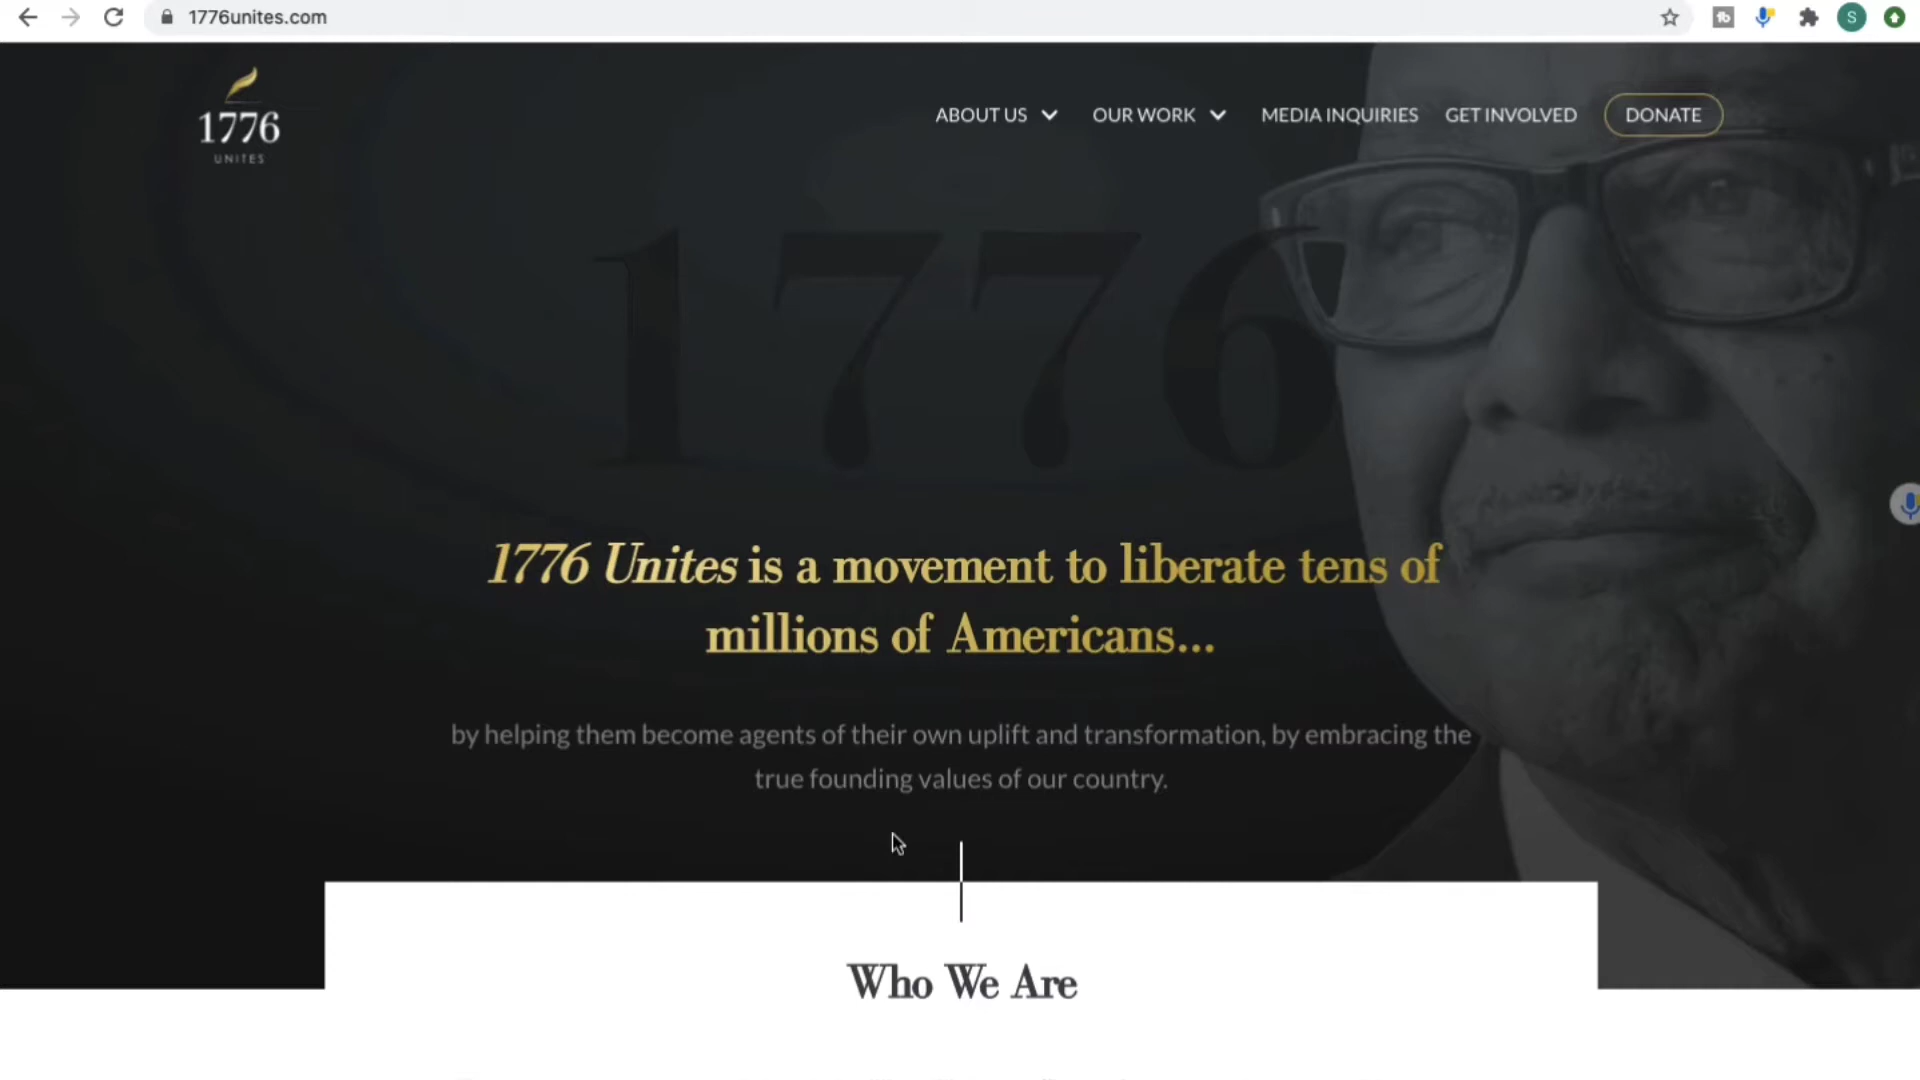 1776unites.com
S
1776
UNITES
ABOUT US
OUR WORK
MEDIA INQUIRIES
GET INVOLVED
DONATE
1776
1776 Unites is a movement to liberate tens of
millions of Americans...
by helping them become agents of their own uplift and transformation, by embracing the
true founding values of our country.
Who We Are